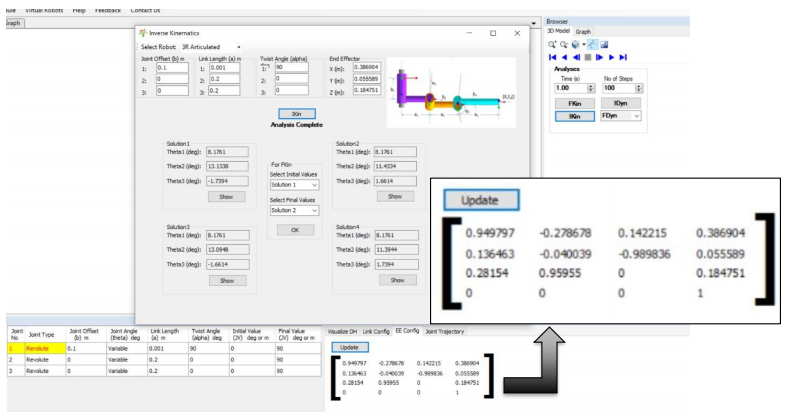 Virtual Robots Help Feedback Contact Us
Graph
Inverse Kinematics
Select Robot: 3R Articulated
Joint Offset (b) m
1: 0.1
2: 0
3: 0
Link Length (a) m
1: 0.001
2: 0.2
3: 0.2
Twist Angle (alpha)
90
2: 0
3: 0
End Effector
X (m): 0.386904
Y (m): 0.055589
Z (m): 0.184751
IKin
Analysis Complete
Solution1
Theta1 (deg): 8.1761
Theta2 (deg): 13.1338
Theta3 (deg): -1.7394
Show
For FKin
Select Initial Values
Solution 1
Select Final Values
Solution 2
OK
Solution2
Theta1 (deg): 8.1761
Theta2 (deg): 11.4334
Theta3 (deg): 1.6614
Show
Solution3
Theta1 (deg): 8.1761
Theta2 (deg): 13.0948
Theta3 (deg): -1.6614
Show
Solution4
Theta1 (deg): 8.1761
Theta2 (deg): 11.3944
Theta3 (deg): 1.7394
Show
Browser
3D Model Graph
Analyses
Time (s) No of Steps
1.00 100
FKin IDyn
IKin FDyn
Update
0.949797 -0.278678 0.142215 0.386904
0.136463 -0.040039 -0.989836 0.055589
0.28154 0.95955 0 0.184751
0 0 0 1
Joint No Joint Type Joint Offset (b) m Joint Angle (theta) deg Link Length (a) m Twist Angle (alpha) deg Initial Value (JV) deg or m Final Value (JV) deg or m
1 Revolute 0.1 Variable 0.001 90 0 90
2 Revolute 0 Variable 0.2 0 0 90
3 Revolute 0 Variable 0.2 0 0 90
Visualize DH Link Config EE Config Joint Trajectory
Update
0.949797 -0.278678 0.142215 0.386904
0.136463 -0.040039 -0.989836 0.055589
0.28154 0.95955 0 0.184751
0 0 0 1